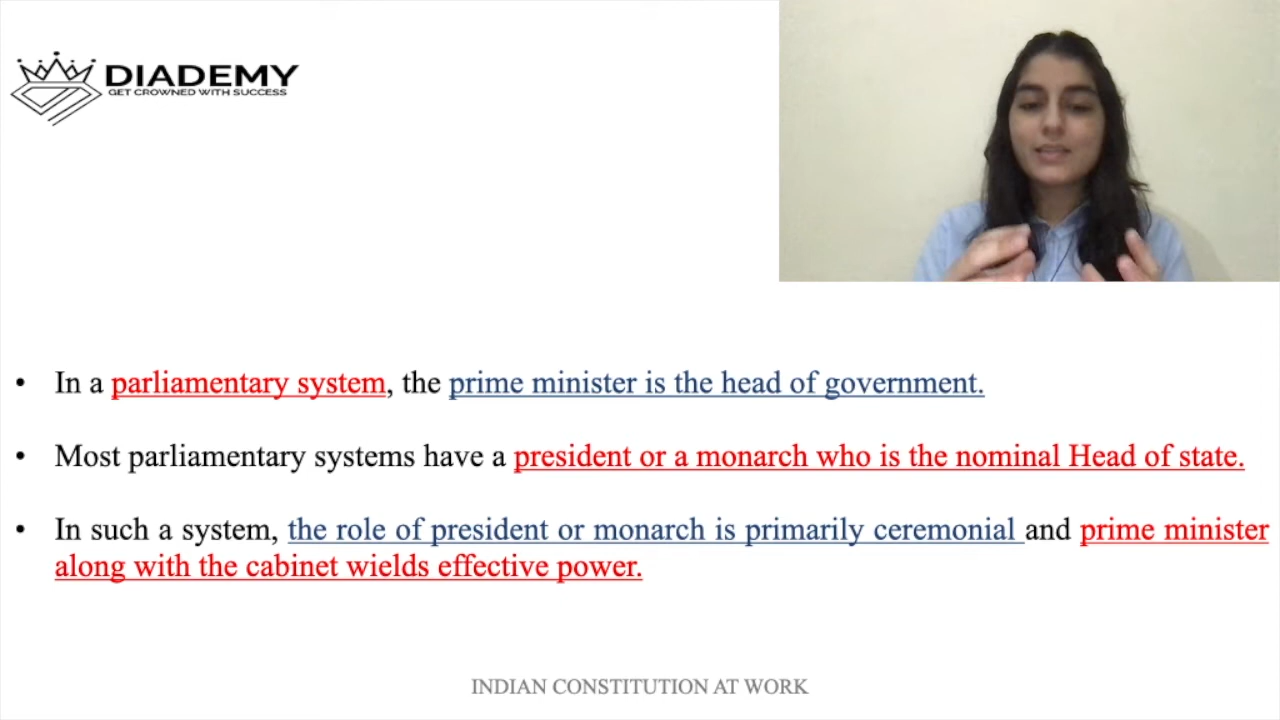 DIADEMY
GET CROWNED WITH SUCCESS
• In a parliamentary system, the prime minister is the head of government.
• Most parliamentary systems have a president or a monarch who is the nominal Head of state.
• In such a system, the role of president or monarch is primarily ceremonial and prime minister
along with the cabinet wields effective power.
INDIAN CONSTITUTION AT WORK